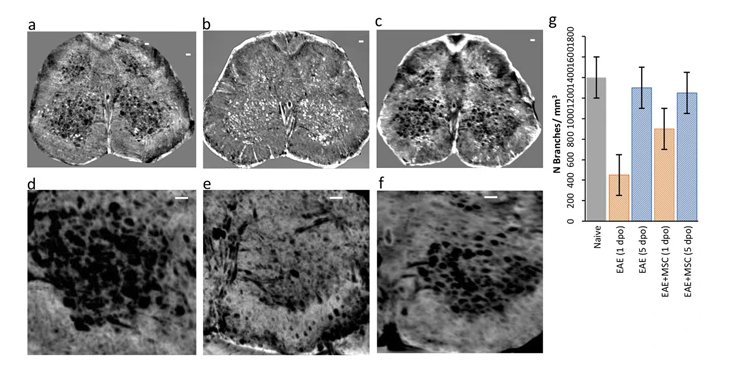 a
b
c
g
d
e
f
N Branches/ mm³
0
200
400
600
800
1000
1200
1400
1600
1800
Naive
EAE (1 dpo)
EAE (5 dpo)
EAE+MSC (1 dpo)
EAE+MSC (5 dpo)